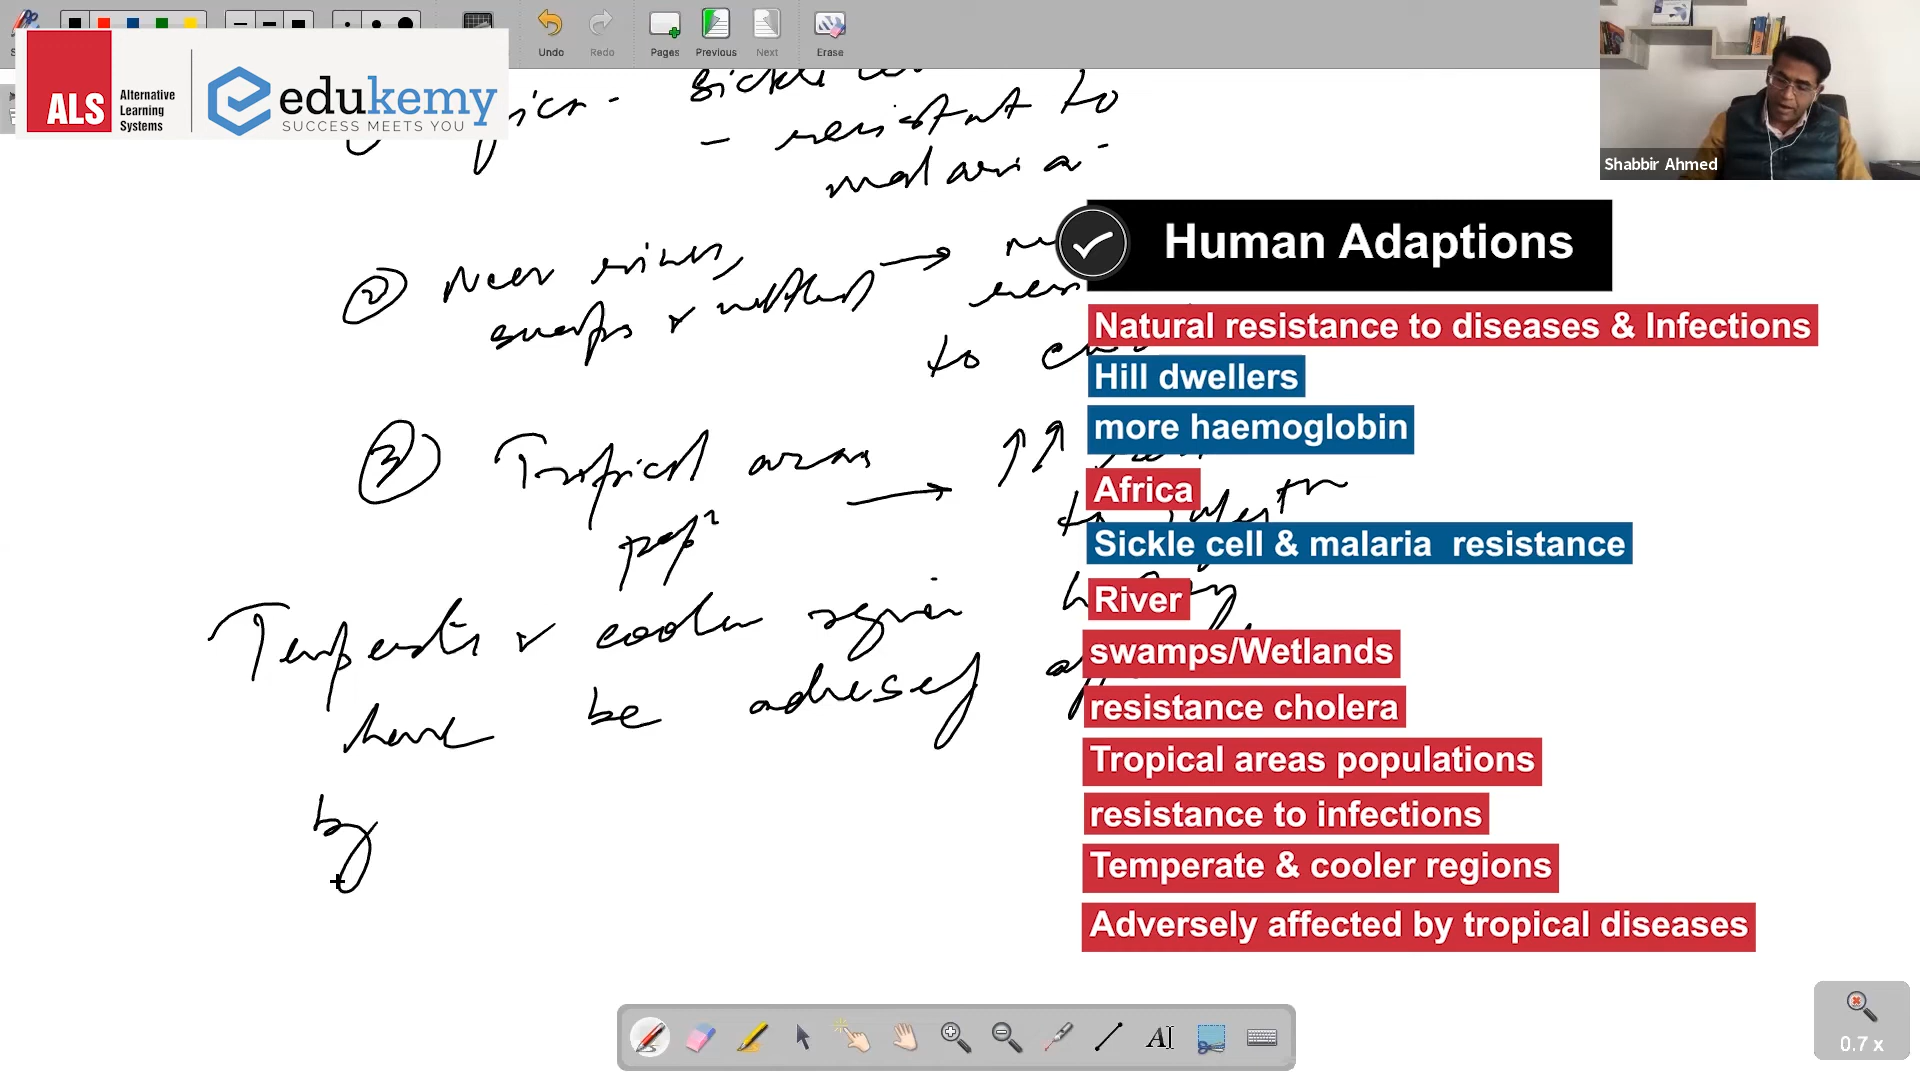 Undo
Redo
Pages
Previous
Next
Erase
ALS
Alternative
Learning
Systems
edukemy
SUCCESS MEETS YOU
Shabbir Ahmed
- resistant to
malaria -
② Near rivers,
swamps & wetland →
to
③ Tropical areas → ↑↑
popn
Temperate & cooler region
have be adversely
by
Human Adaptions
Natural resistance to diseases & Infections
Hill dwellers
more haemoglobin
Africa
Sickle cell & malaria resistance
River
swamps/Wetlands
resistance cholera
Tropical areas populations
resistance to infections
Temperate & cooler regions
Adversely affected by tropical diseases
0.7 x